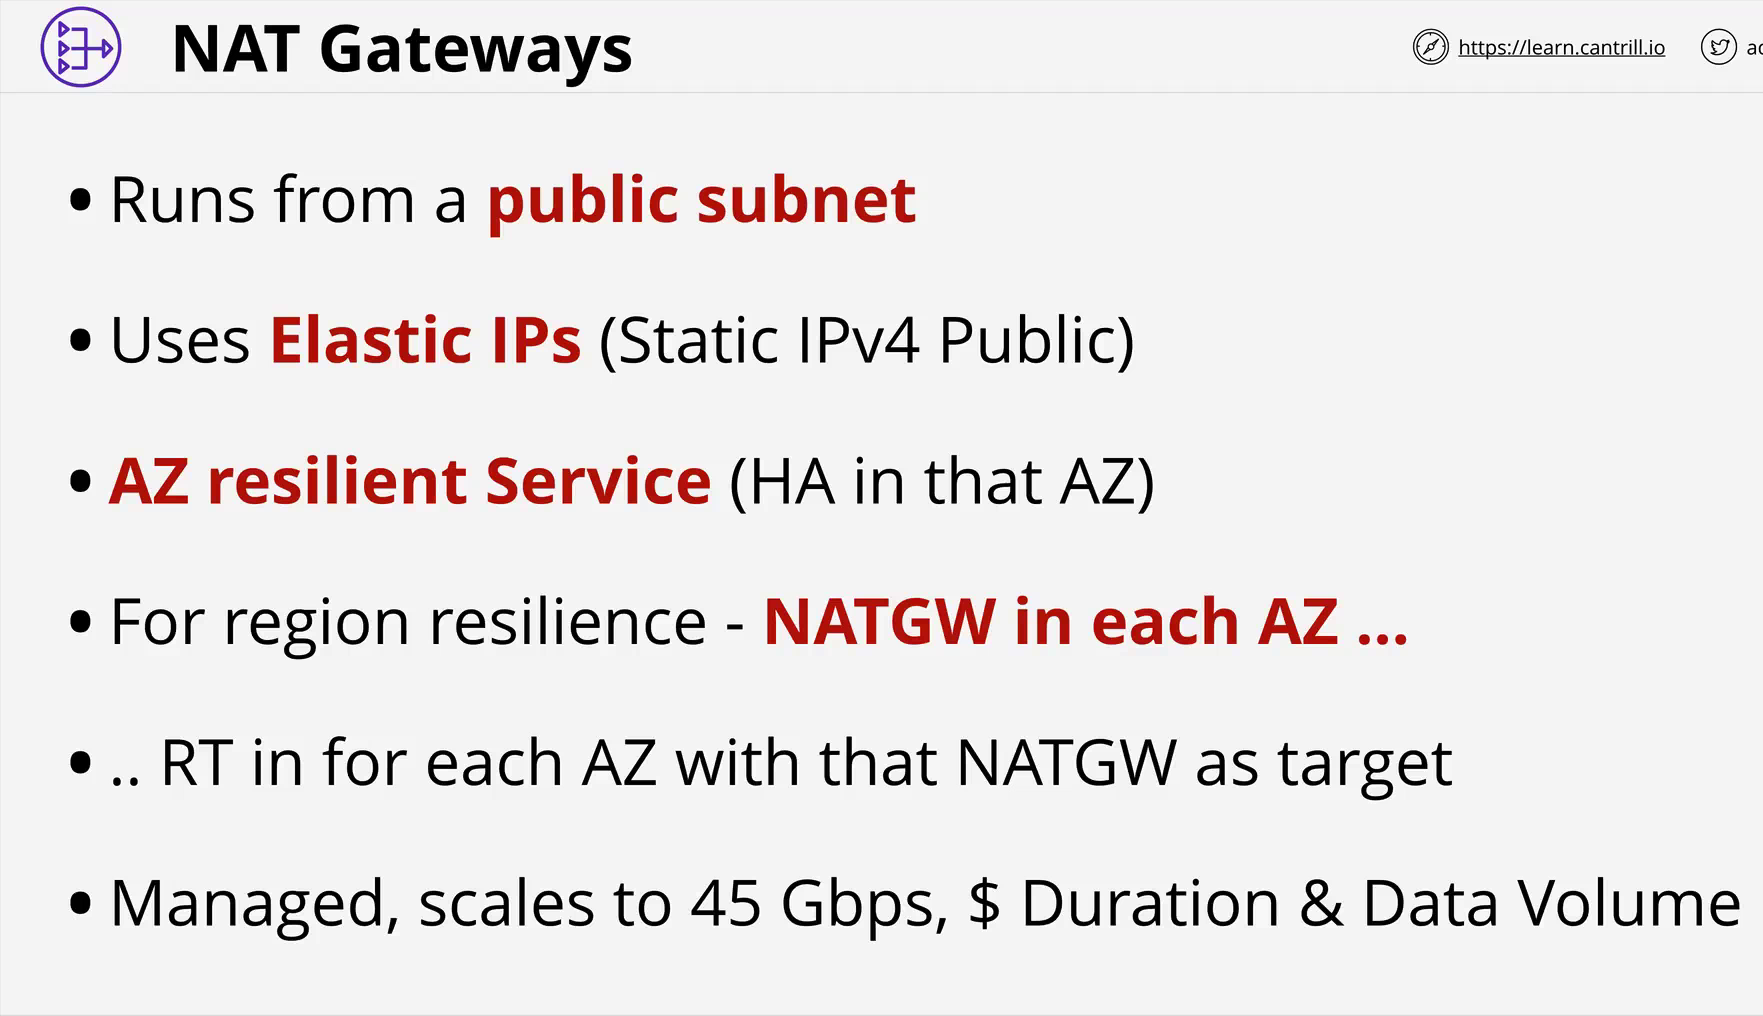 NAT Gateways
https://learn.cantrill.io
• Runs from a public subnet
• Uses Elastic IPs (Static IPv4 Public)
• AZ resilient Service (HA in that AZ)
• For region resilience - NATGW in each AZ ...
• .. RT in for each AZ with that NATGW as target
• Managed, scales to 45 Gbps, $ Duration & Data Volume